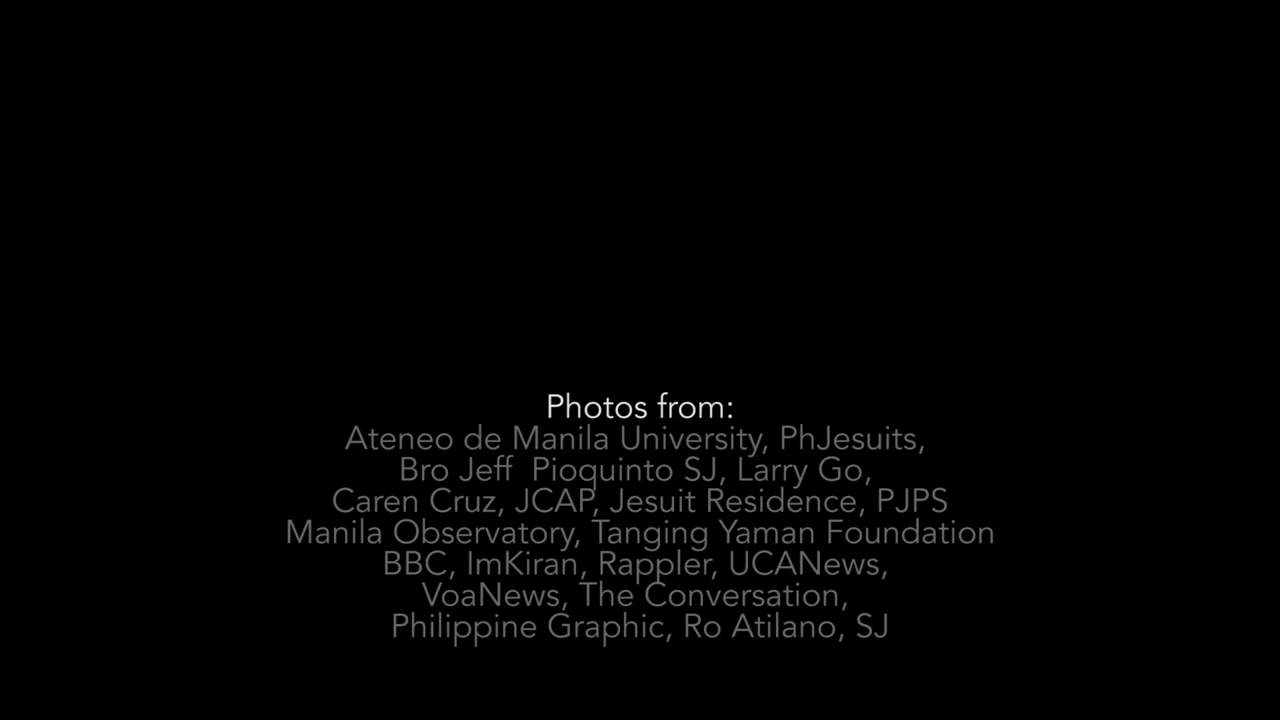 Photos from:
Ateneo de Manila University, PhJesuits,
Bro Jeff  Pioquinto SJ, Larry Go,
Caren Cruz, JCAP, Jesuit Residence, PJPS
Manila Observatory, Tanging Yaman Foundation
BBC, ImKiran, Rappler, UCANews,
VoaNews, The Conversation,
Philippine Graphic, Ro Atilano, SJ